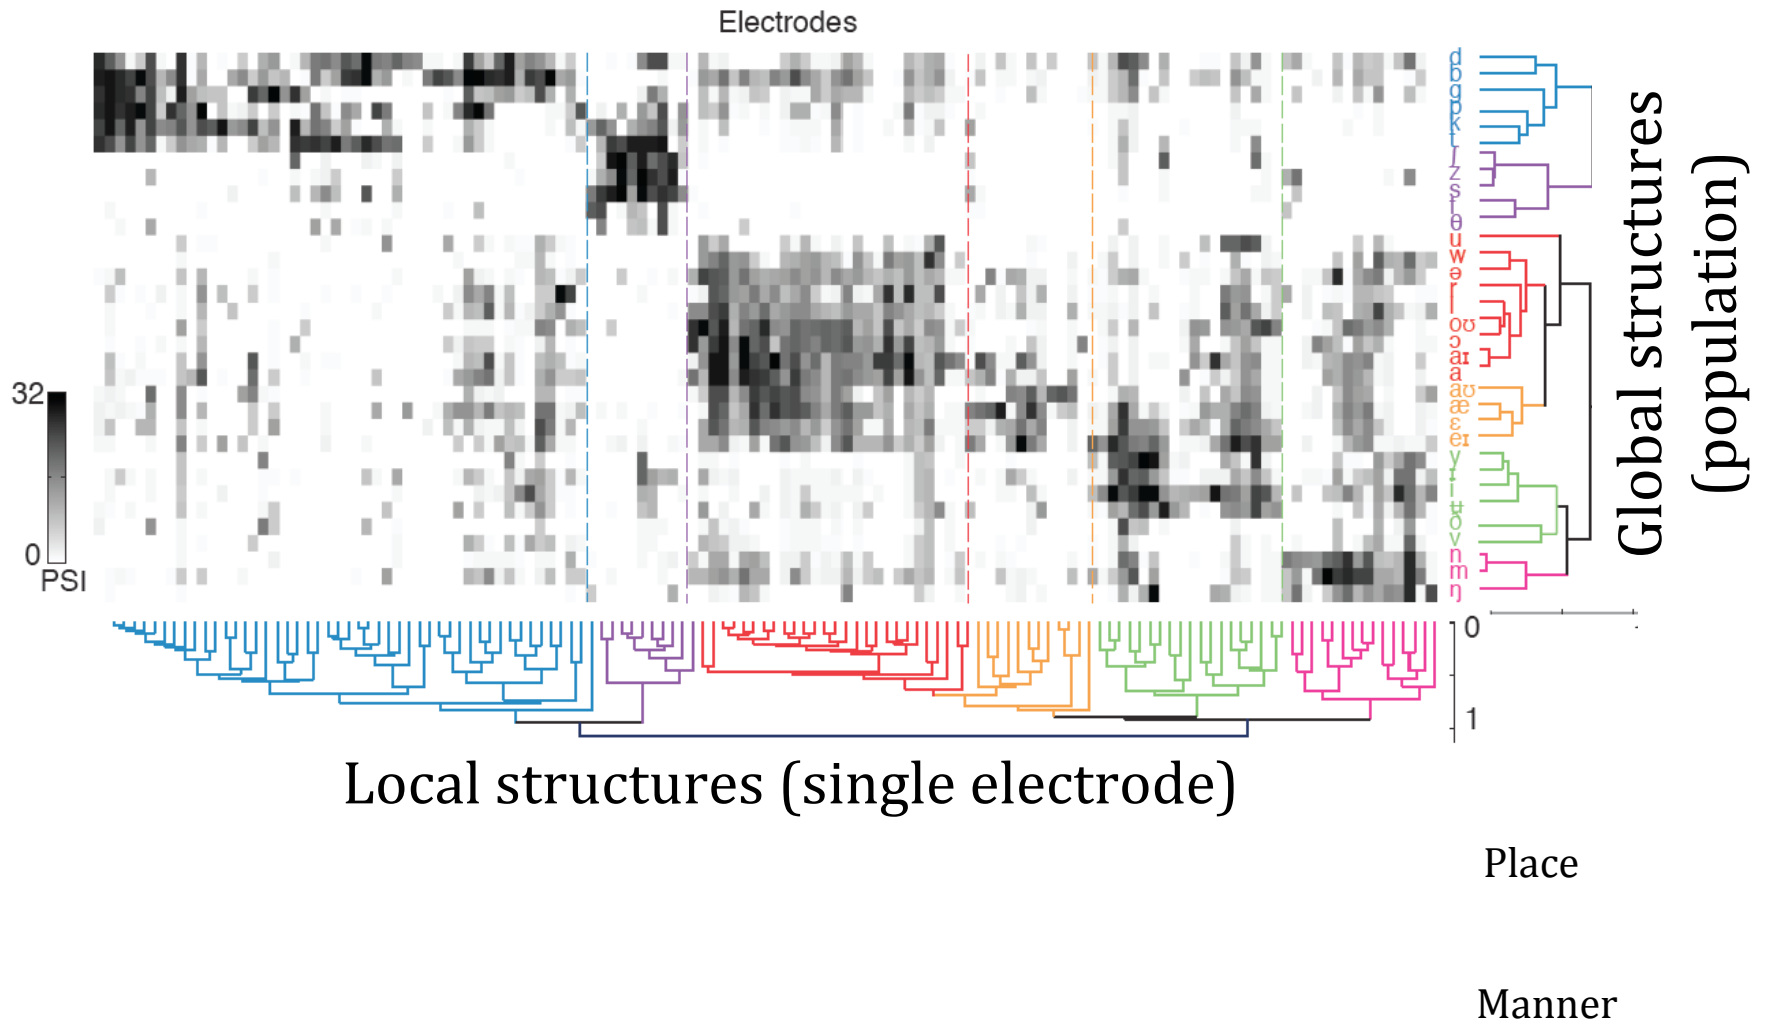 Electrodes
d
b
g
p
k
t
ʃ
z
s
f
θ
u
w
ə
r
l
oʊ
ɔ
aɪ
a
aʊ
æ
ɛ
eɪ
y
ɪ
i
ʉ
ð
v
n
m
ŋ
Global structures
(population)
32
0
PSI
0
1
Local structures (single electrode)
Place
Manner